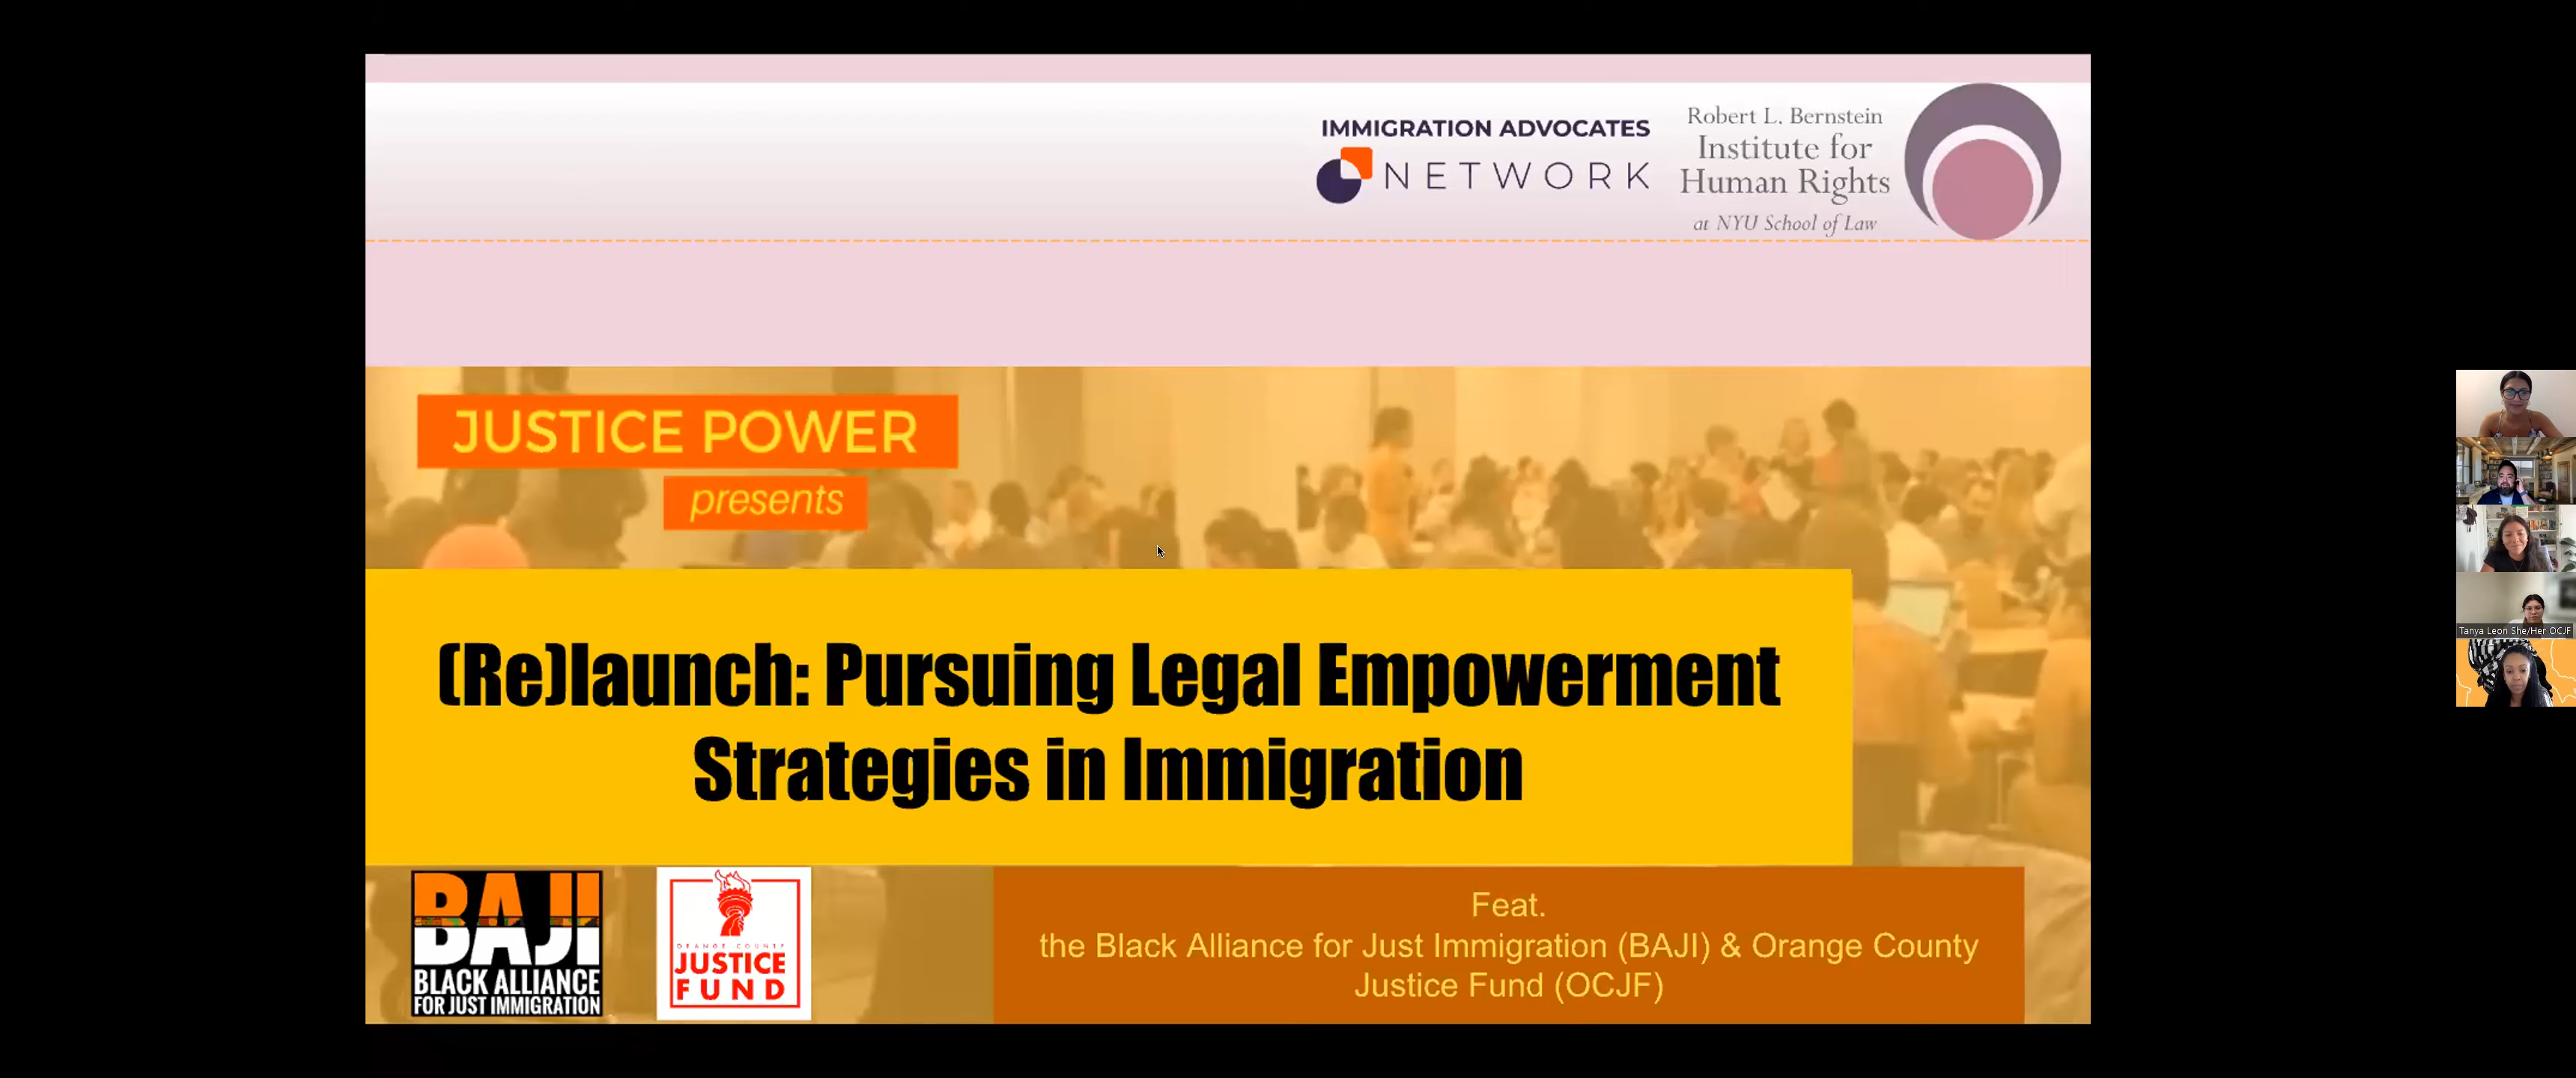 IMMIGRATION ADVOCATES
NETWORK
Robert L. Bernstein
Institute for
Human Rights
at NYU School of Law
JUSTICE POWER
presents
(Re)launch: Pursuing Legal Empowerment
Strategies in Immigration
BAJI
BLACK ALLIANCE
FOR JUST IMMIGRATION
ORANGE COUNTY
JUSTICE
FUND
Feat.
the Black Alliance for Just Immigration (BAJI) & Orange County
Justice Fund (OCJF)
Tanya Leon She/Her OCJF